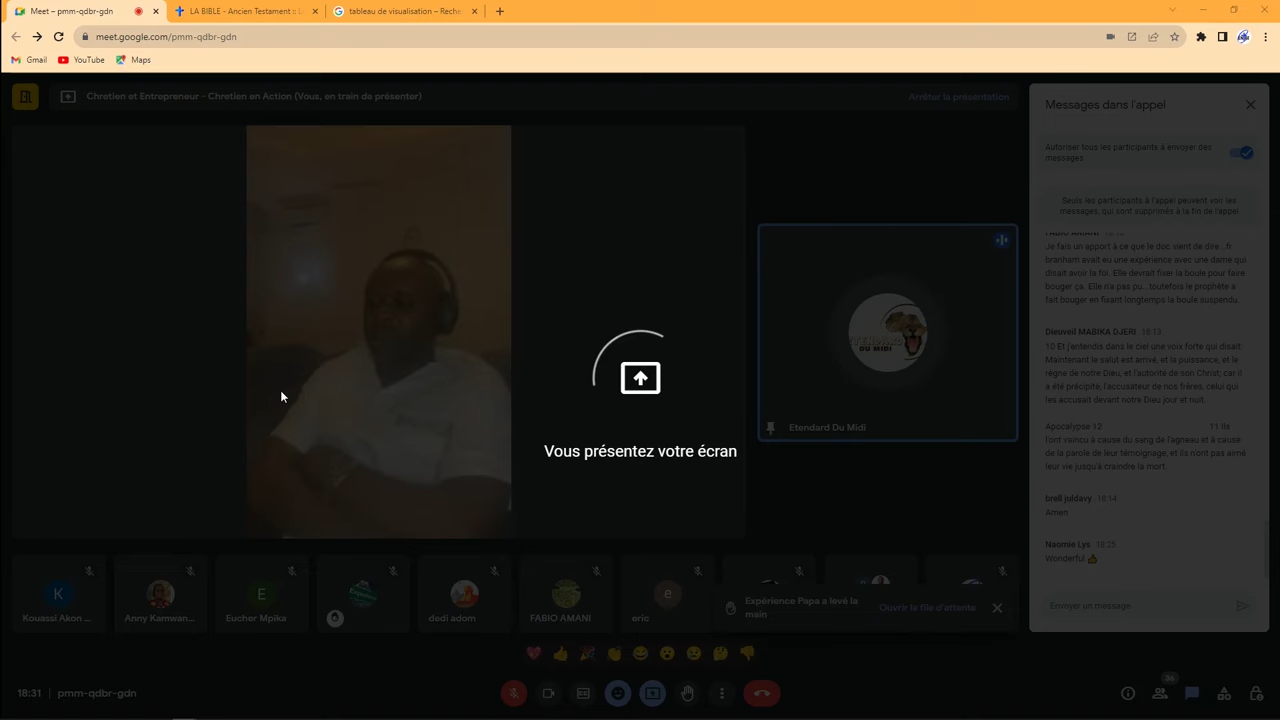 Meet – pmm-qdbr-gdn
LA BIBLE - Ancien Testament :: L
tableau de visualisation – Reche
meet.google.com/pmm-qdbr-gdn
Gmail
YouTube
Maps
Chretien et Entrepreneur - Chretien en Action (Vous, en train de présenter)
Arrêter la présentation
Vous présentez votre écran
Etendard Du Midi
Messages dans l'appel
Autoriser tous les participants à envoyer des
messages
Seuls les participants à l'appel peuvent voir les
messages, qui sont supprimés à la fin de l'appel
FABIO AMANI
Je fais un apport à ce que le doc vient de dire...fr
branham avait eu une expérience avec une dame qui
disait avoir la foi. Elle devrait fixer la boule pour faire
bouger ça. Elle n'a pas pu.. toutefois le prophète a
fait bouger en fixant longtemps la boule suspendu.
Dieuveil MABIKA DJERI 18:13
10 Et j'entendis dans le ciel une voix forte qui disait:
Maintenant le salut est arrivé, et la puissance, et le
règne de notre Dieu, et l'autorité de son Christ; car il
a été précipité, l'accusateur de nos frères, celui qui
les accusait devant notre Dieu jour et nuit.
Apocalypse 12 11 Ils
l'ont vaincu à cause du sang de l'agneau et à cause
de la parole de leur témoignage, et ils n'ont pas aimé
leur vie jusqu'à craindre la mort.
brell juldavy 18:14
Amen
Naomie Lys 18:25
Wonderful
Envoyer un message
K
Kouassi Akon ...
Anny Kamwan...
E
Eucher Mpika
dedi adom
FABIO AMANI
e
eric
Expérience Papa a levé la
main
Ouvrir la file d'attente
18:31
pmm-qdbr-gdn
36